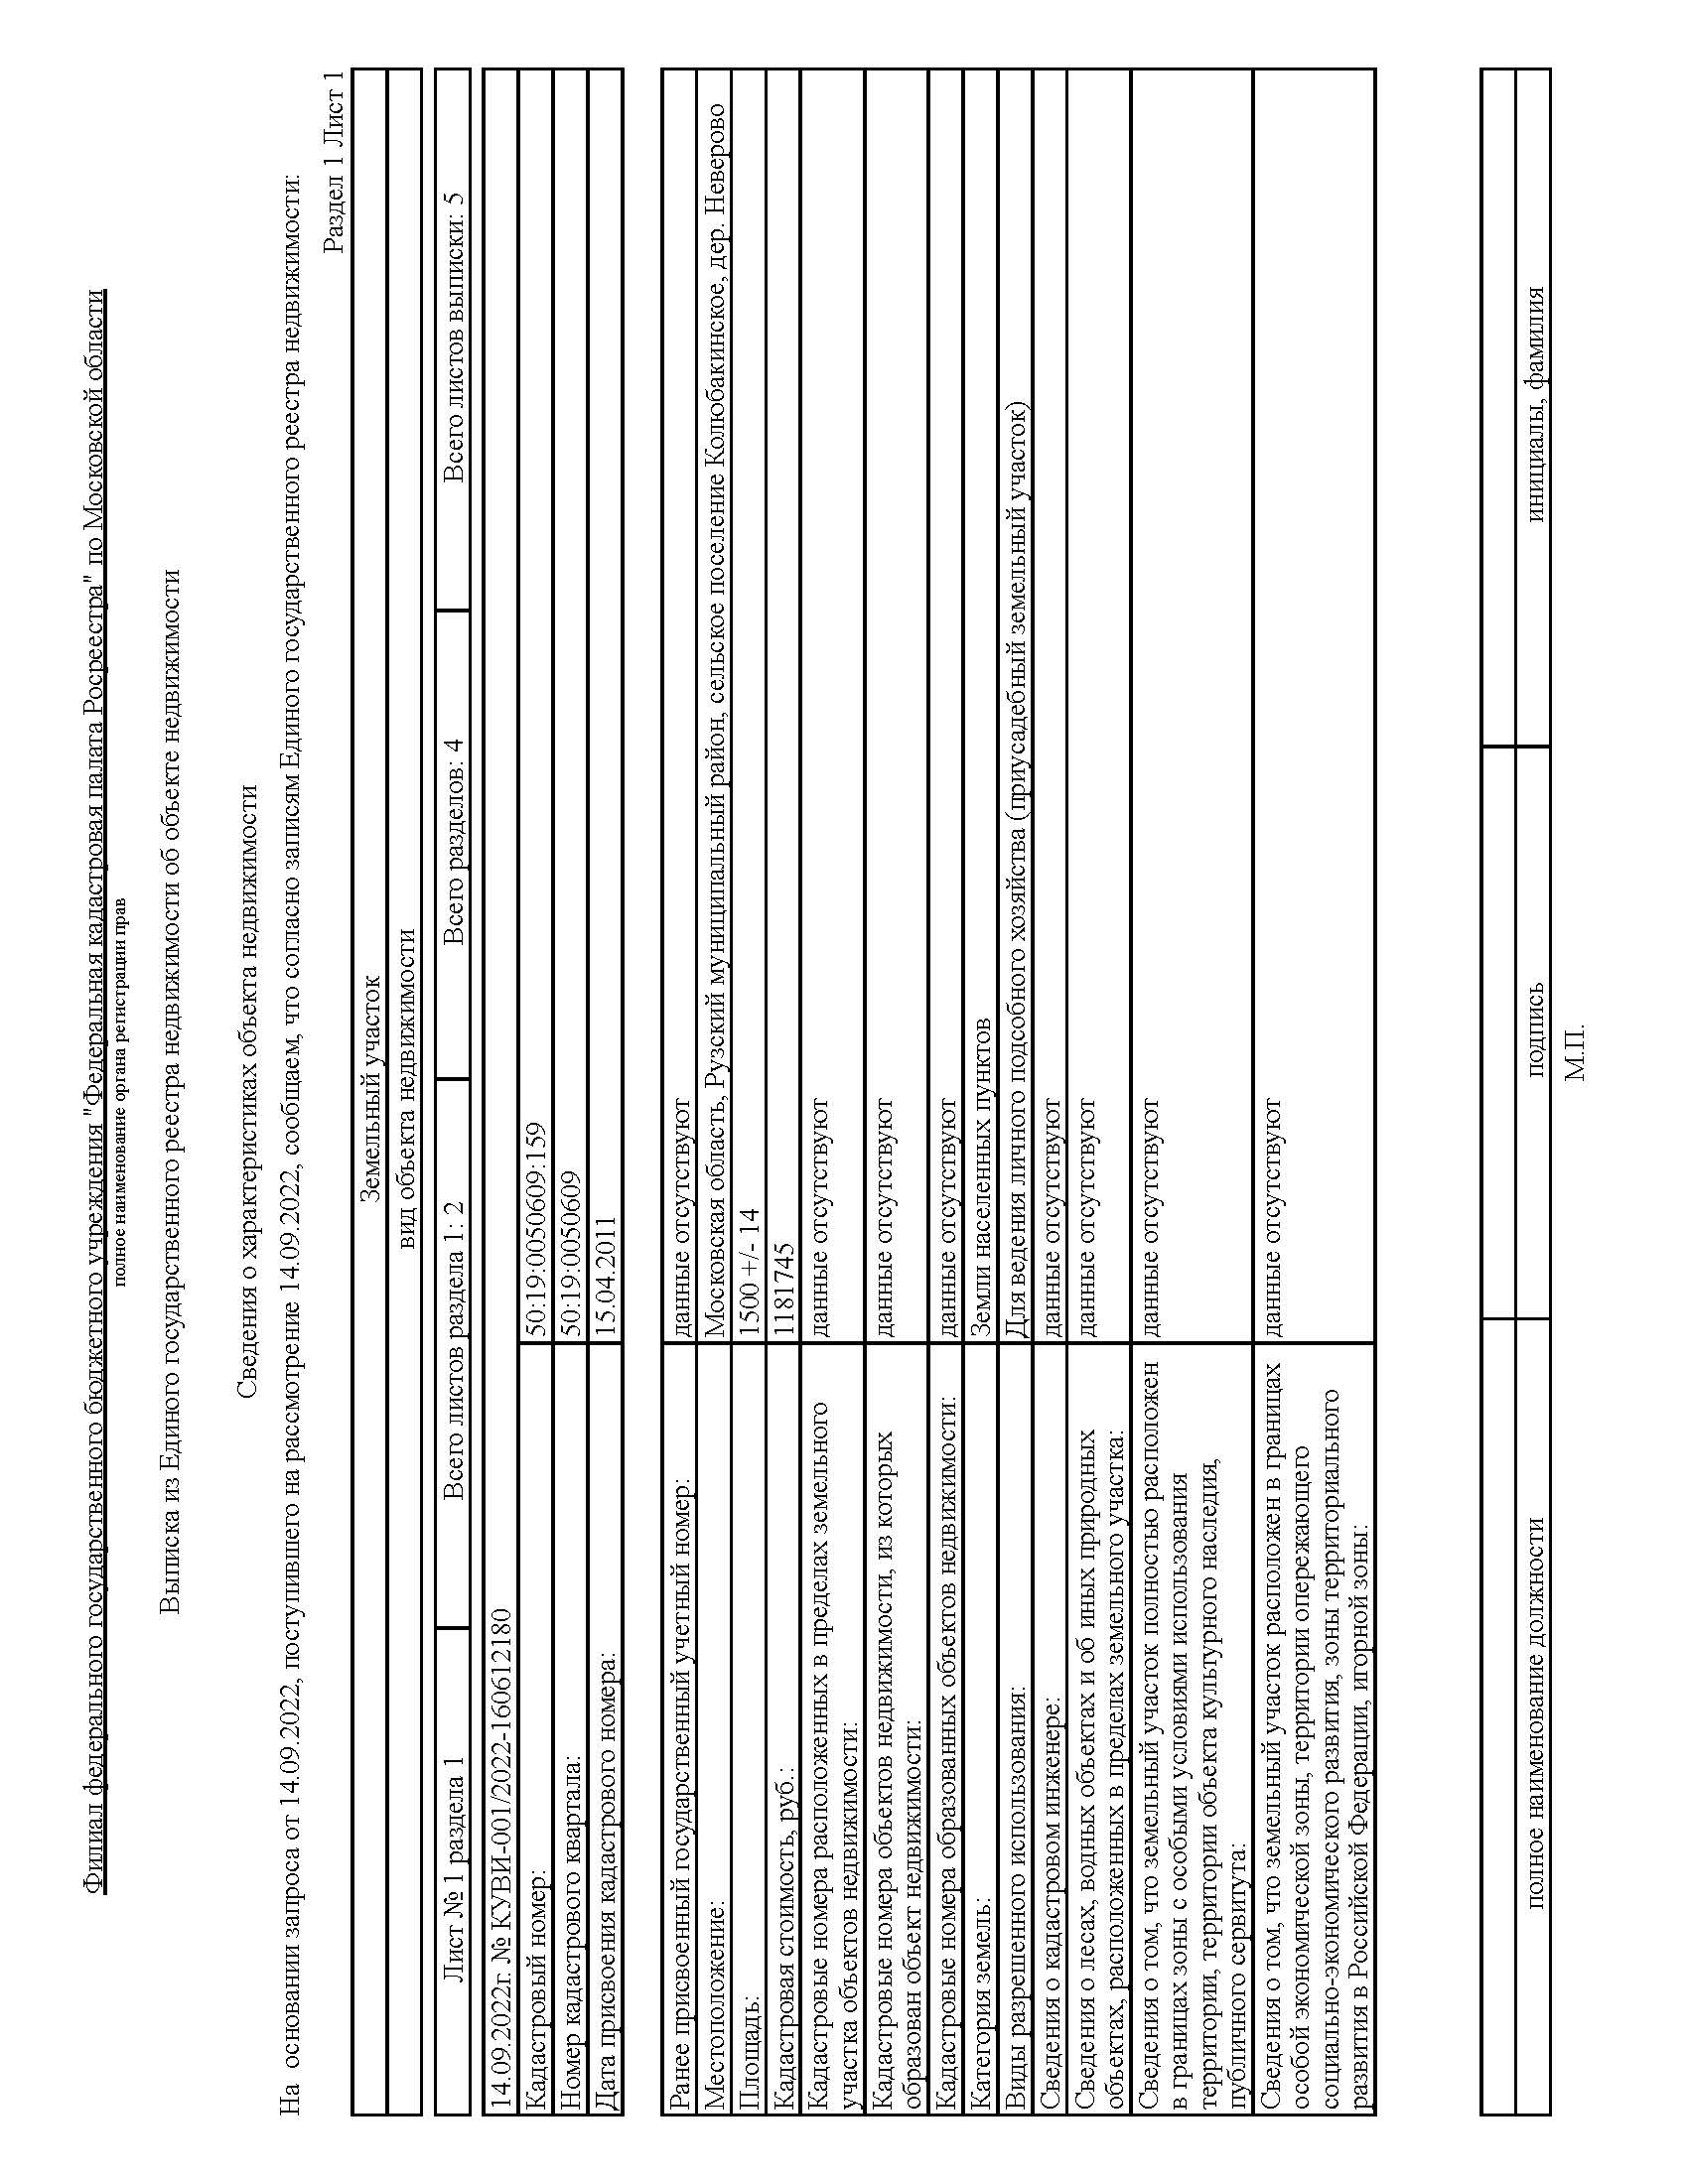 Филиал федерального государственного бюджетного учреждения "Федеральная кадастровая палата Росреестра" по Московской области
полное наименование органа регистрации прав
Выписка из Единого государственного реестра недвижимости об объекте недвижимости
Сведения о характеристиках объекта недвижимости
На основании запроса от 14.09.2022, поступившего на рассмотрение 14.09.2022, сообщаем, что согласно записям Единого государственного реестра недвижимости:
Раздел 1 Лист 1
Земельный участок
вид объекта недвижимости
Лист № 1 раздела 1 Всего листов раздела 1: 2 Всего разделов: 4 Всего листов выписки: 5
14.09.2022г. № КУВИ-001/2022-160612180
Кадастровый номер: 50:19:0050609:159
Номер кадастрового квартала: 50:19:0050609
Дата присвоения кадастрового номера: 15.04.2011
Ранее присвоенный государственный учетный номер: данные отсутствуют
Местоположение: Московская область, Рузский муниципальный район, сельское поселение Колюбакинское, дер. Неверово
Площадь: 1500 +/- 14
Кадастровая стоимость, руб.: 1181745
Кадастровые номера расположенных в пределах земельного данные отсутствуют
участка объектов недвижимости:
Кадастровые номера объектов недвижимости, из которых данные отсутствуют
образован объект недвижимости:
Кадастровые номера образованных объектов недвижимости: данные отсутствуют
Категория земель: Земли населенных пунктов
Виды разрешенного использования: Для ведения личного подсобного хозяйства (приусадебный земельный участок)
Сведения о кадастровом инженере: данные отсутствуют
Сведения о лесах, водных объектах и об иных природных данные отсутствуют
объектах, расположенных в пределах земельного участка:
Сведения о том, что земельный участок полностью расположен данные отсутствуют
в границах зоны с особыми условиями использования
территории, территории объекта культурного наследия,
публичного сервитута:
Сведения о том, что земельный участок расположен в границах данные отсутствуют
особой экономической зоны, территории опережающего
социально-экономического развития, зоны территориального
развития в Российской Федерации, игорной зоны:
полное наименование должности подпись инициалы, фамилия
М.П.